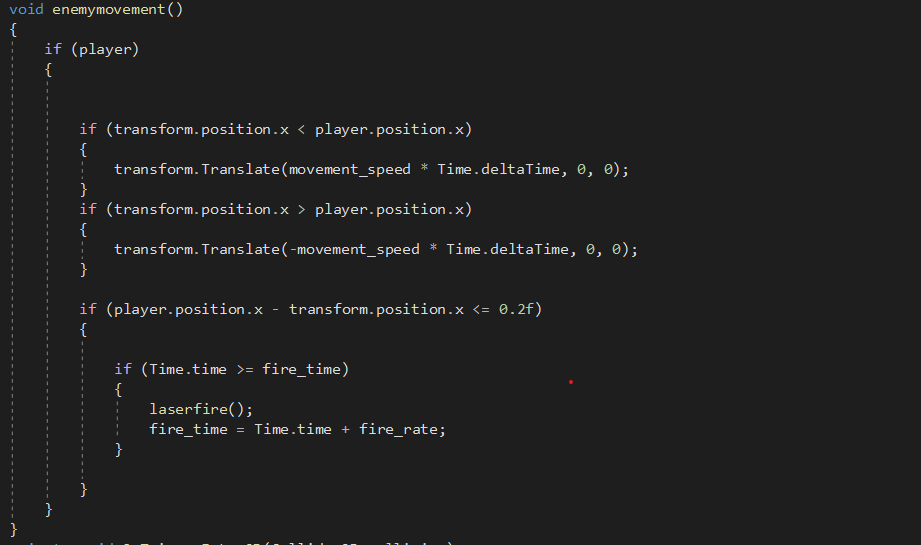 void enemymovement()
{
if (player)
{
if (transform.position.x < player.position.x)
{
transform.Translate(movement_speed * Time.deltaTime, 0, 0);
}
if (transform.position.x > player.position.x)
{
transform.Translate(-movement_speed * Time.deltaTime, 0, 0);
}
if (player.position.x - transform.position.x <= 0.2f)
{
if (Time.time >= fire_time)
{
laserfire();
fire_time = Time.time + fire_rate;
}
}
}
}